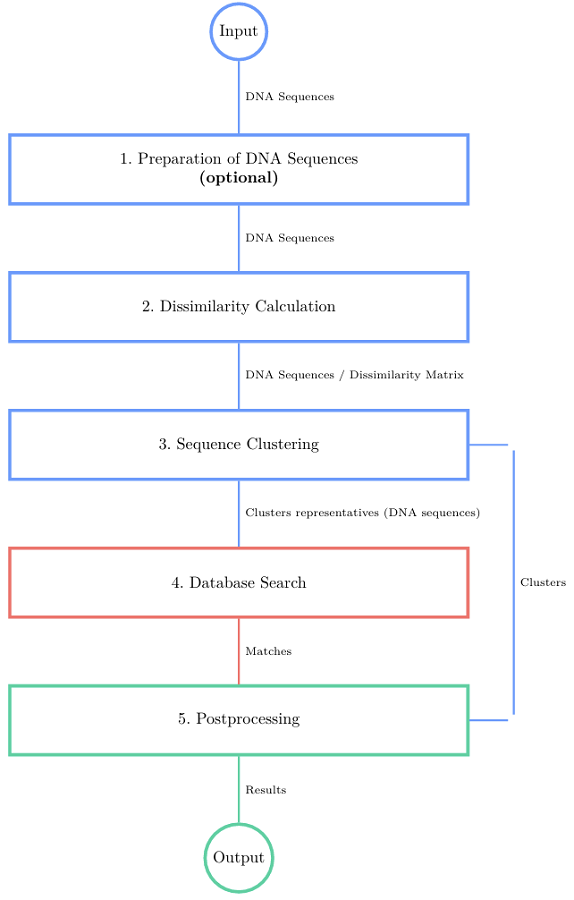 Input
DNA Sequences
1. Preparation of DNA Sequences
(optional)
DNA Sequences
2. Dissimilarity Calculation
DNA Sequences / Dissimilarity Matrix
3. Sequence Clustering
Clusters representatives (DNA sequences)
4. Database Search
Clusters
Matches
5. Postprocessing
Results
Output